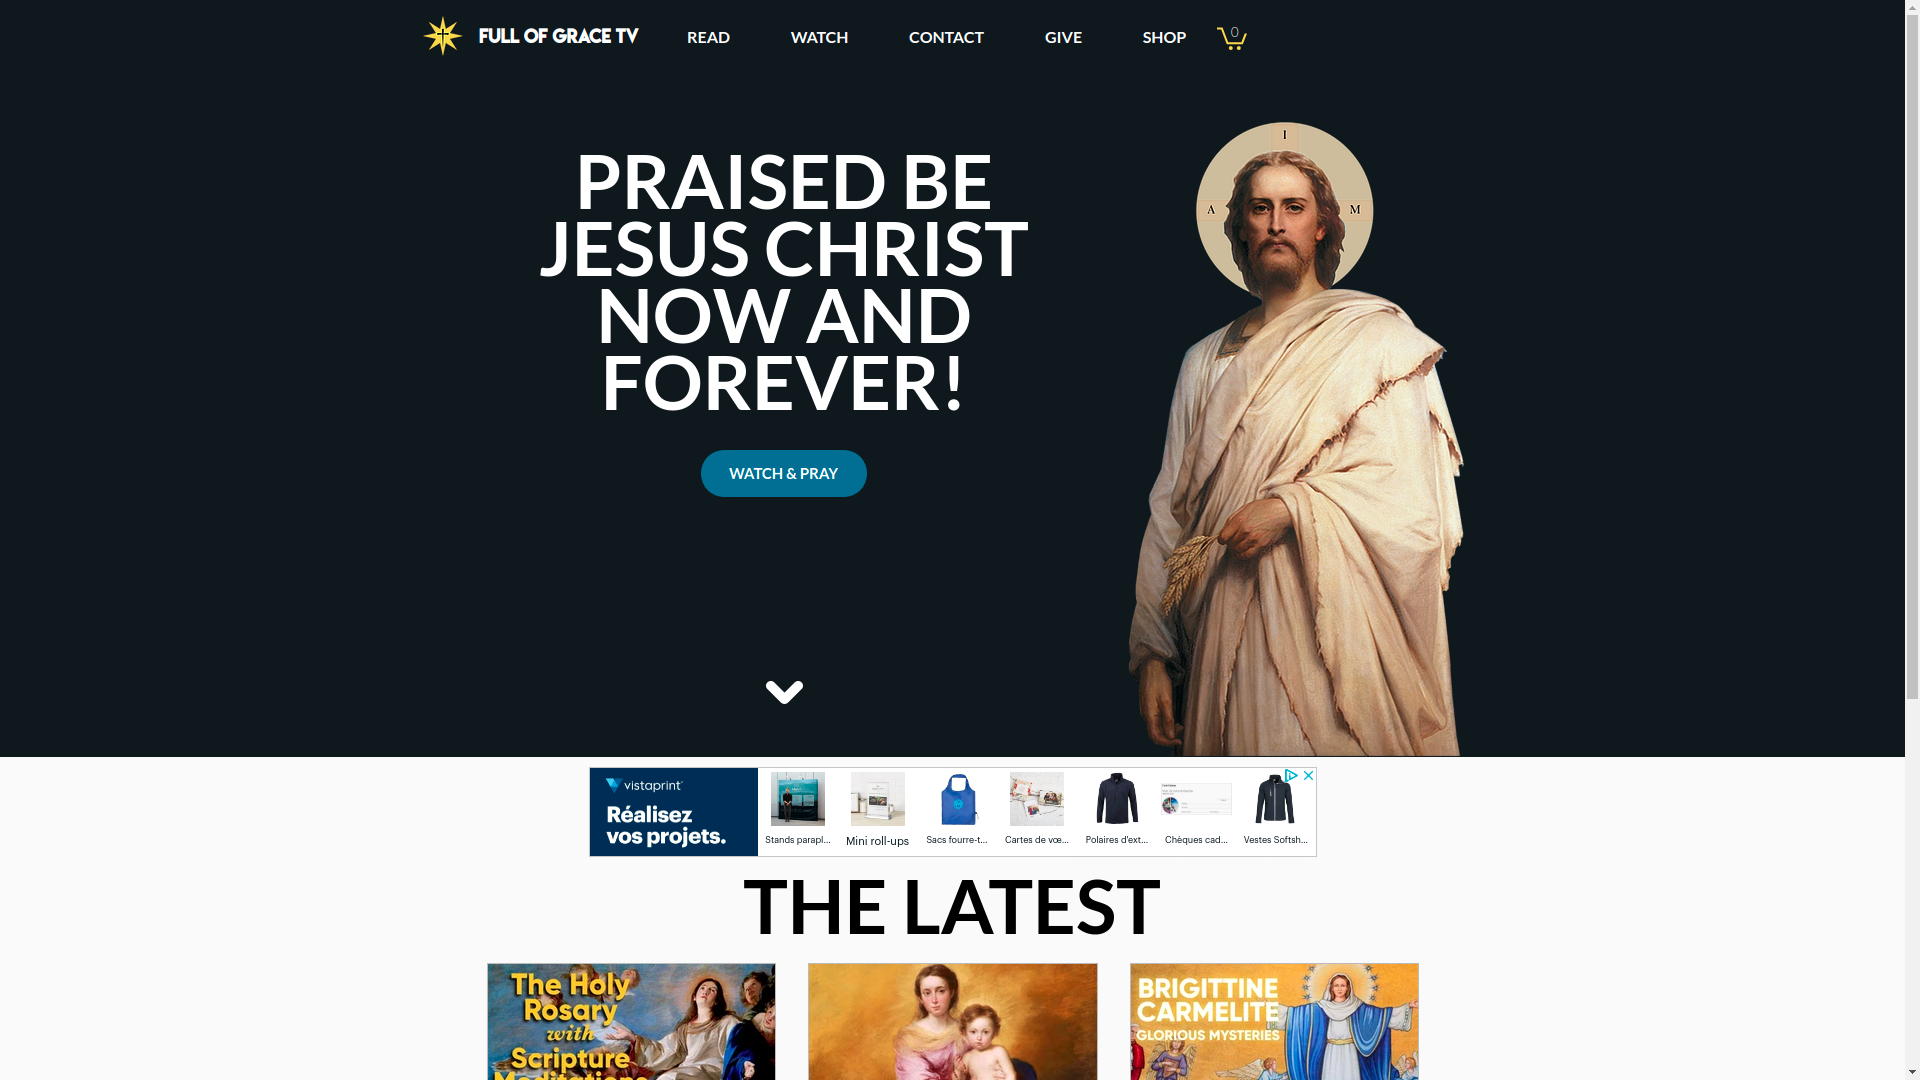 FULL OF GRACE TV
READ
WATCH
CONTACT
GIVE
SHOP
0
PRAISED BE
JESUS CHRIST
NOW AND
FOREVER!
I
A
M
WATCH & PRAY
vistaprint
Réalisez
vos projets.
Stands parapl...
Mini roll-ups
Sacs fourre-t...
Cartes de vœ...
Polaires d'ext...
Chèques cad...
Vestes Softsh...
THE LATEST
The Holy
Rosary
with
Scripture
Meditations
BRIGITTINE
CARMELITE
GLORIOUS MYSTERIES